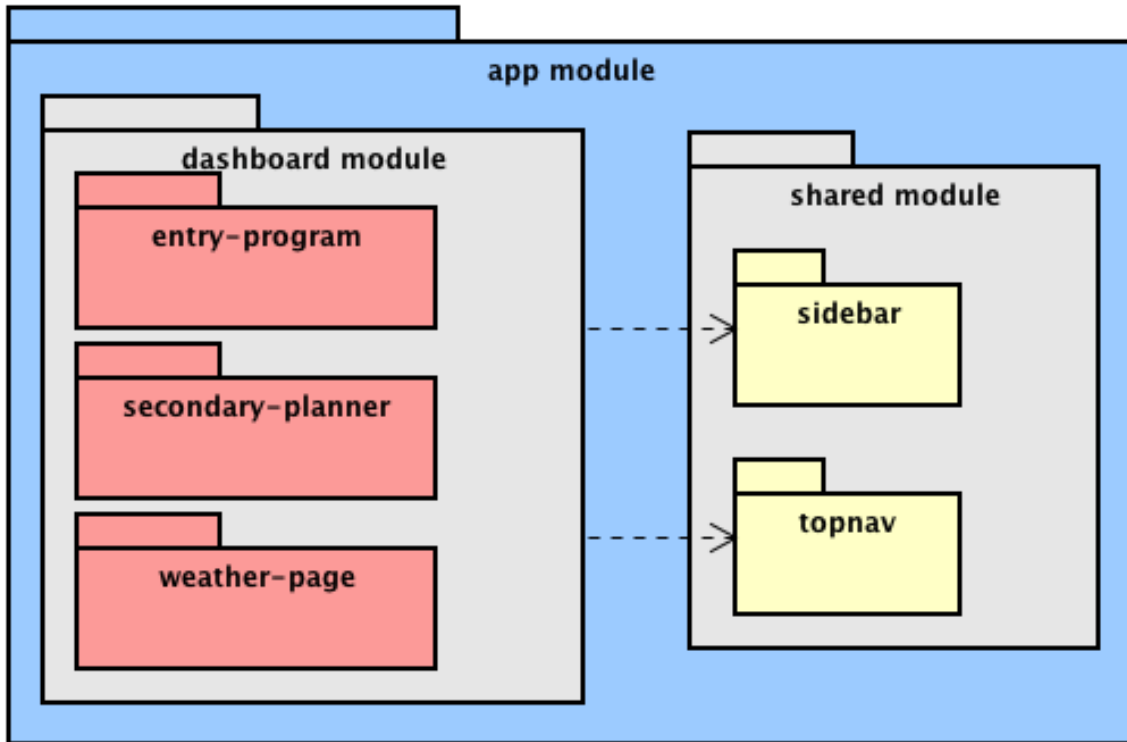 app module
dashboard module
entry-program
secondary-planner
weather-page
shared module
sidebar
topnav